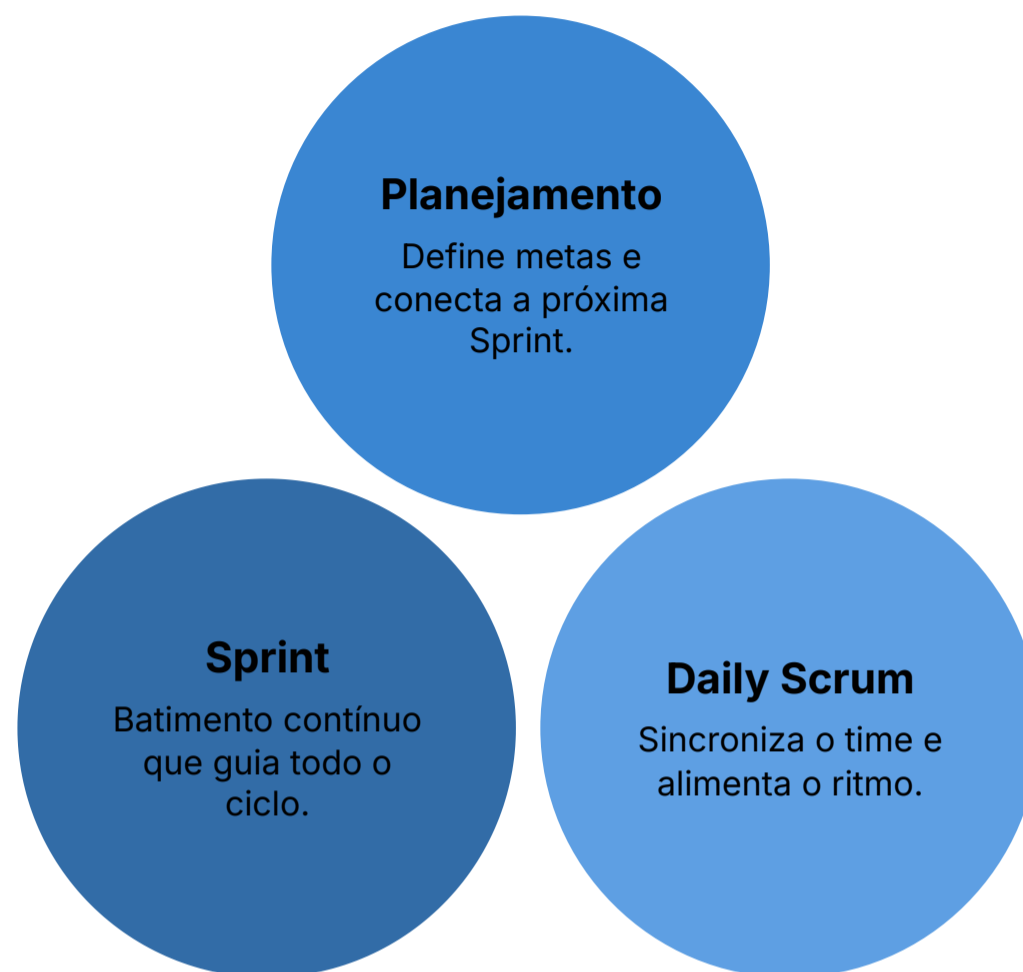 Planejamento
Define metas e
conecta a próxima
Sprint.
Sprint
Batimento contínuo
que guia todo o
ciclo.
Daily Scrum
Sincroniza o time e
alimenta o ritmo.